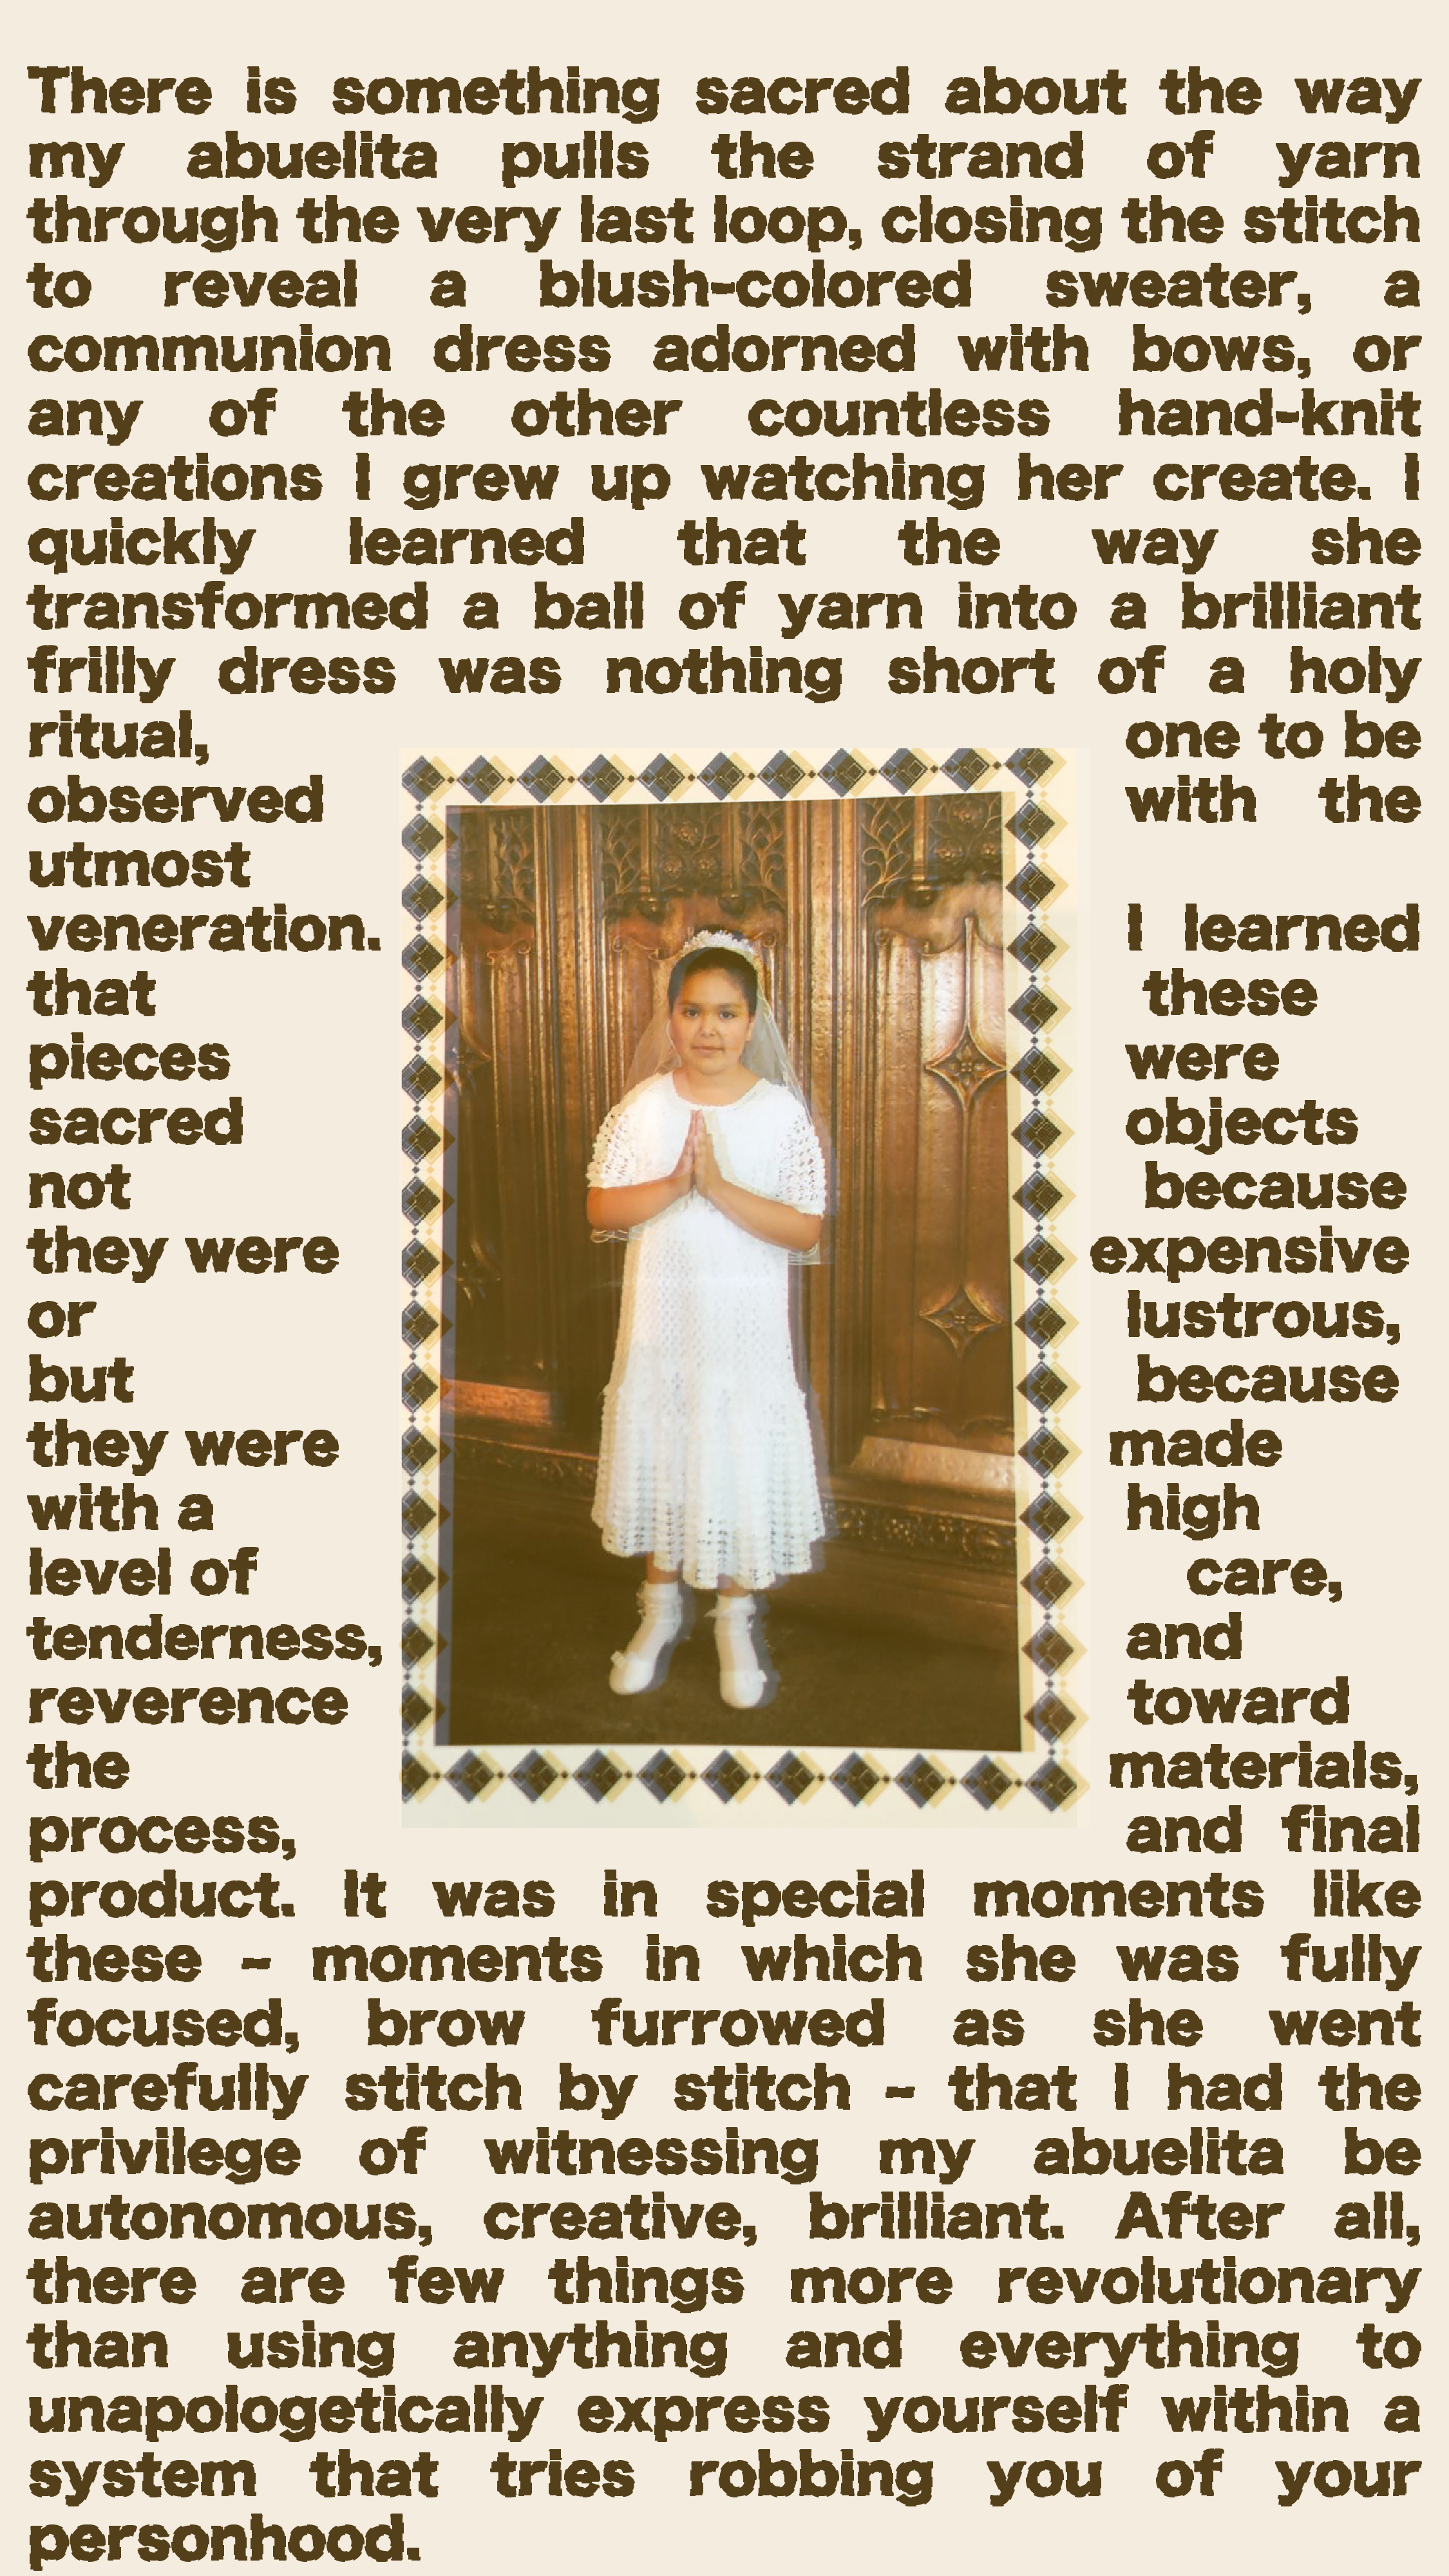 There is something sacred about the way
my abuelita pulls the strand of yarn
through the very last loop, closing the stitch
to reveal a blush-colored sweater, a
communion dress adorned with bows, or
any of the other countless hand-knit
creations I grew up watching her create. I
quickly learned that the way she
transformed a ball of yarn into a brilliant
frilly dress was nothing short of a holy
ritual, one to be
observed with the
utmost
veneration. I learned
that these
pieces were
sacred objects
not because
they were expensive
or lustrous,
but because
they were made
with a high
level of care,
tenderness, and
reverence toward
the materials,
process, and final
product. It was in special moments like
these - moments in which she was fully
focused, brow furrowed as she went
carefully stitch by stitch - that I had the
privilege of witnessing my abuelita be
autonomous, creative, brilliant. After all,
there are few things more revolutionary
than using anything and everything to
unapologetically express yourself within a
system that tries robbing you of your
personhood.